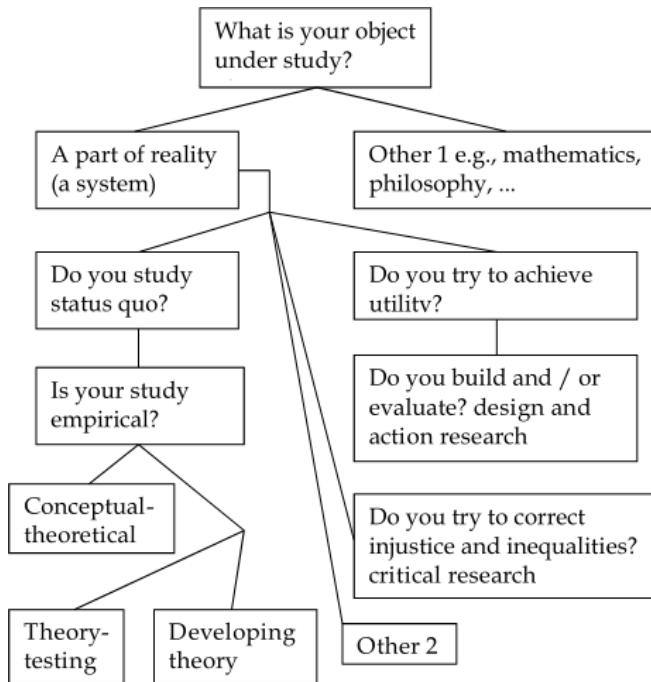 What is your object
under study?
A part of reality
(a system)
Other 1 e.g., mathematics,
philosophy, ...
Do you study
status quo?
Do you try to achieve
utilitv?
Is your study
empirical?
Do you build and / or
evaluate? design and
action research
Conceptual-
theoretical
Do you try to correct
injustice and inequalities?
critical research
Theory-
testing
Developing
theory
Other 2